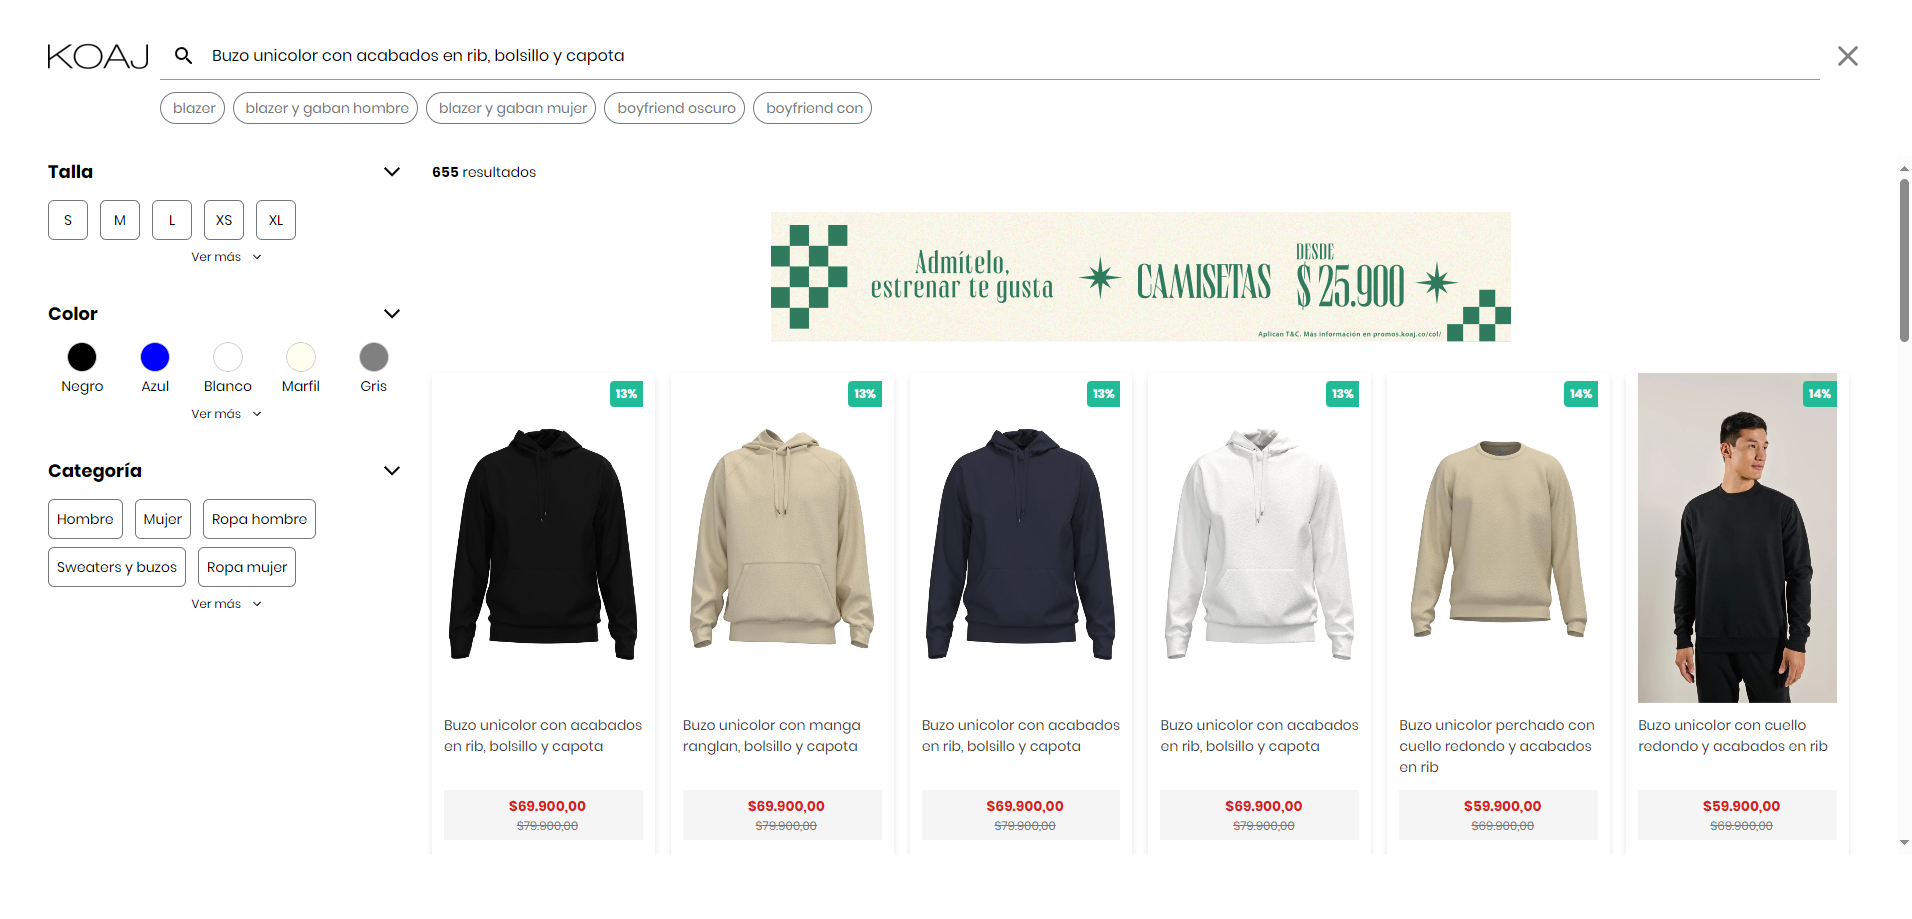 KOAJ
Buzo unicolor con acabados en rib, bolsillo y capota
blazer
blazer y gaban hombre
blazer y gaban mujer
boyfriend oscuro
boyfriend con
Talla
S
M
L
XS
XL
Ver más
Color
Negro
Azul
Blanco
Marfil
Gris
Ver más
Categoría
Hombre
Mujer
Ropa hombre
Sweaters y buzos
Ropa mujer
Ver más
655 resultados
Admítelo,
estrenar te gusta
CAMISETAS
DESDE
$ 25.900
Aplican T&C. Más información en promos.koaj.co/col/
13%
Buzo unicolor con acabados
en rib, bolsillo y capota
$69.900,00
$79.900,00
13%
Buzo unicolor con manga
ranglan, bolsillo y capota
$69.900,00
$79.900,00
13%
Buzo unicolor con acabados
en rib, bolsillo y capota
$69.900,00
$79.900,00
13%
Buzo unicolor con acabados
en rib, bolsillo y capota
$69.900,00
$79.900,00
14%
Buzo unicolor perchado con
cuello redondo y acabados
en rib
$59.900,00
$69.900,00
14%
Buzo unicolor con cuello
redondo y acabados en rib
$59.900,00
$69.900,00